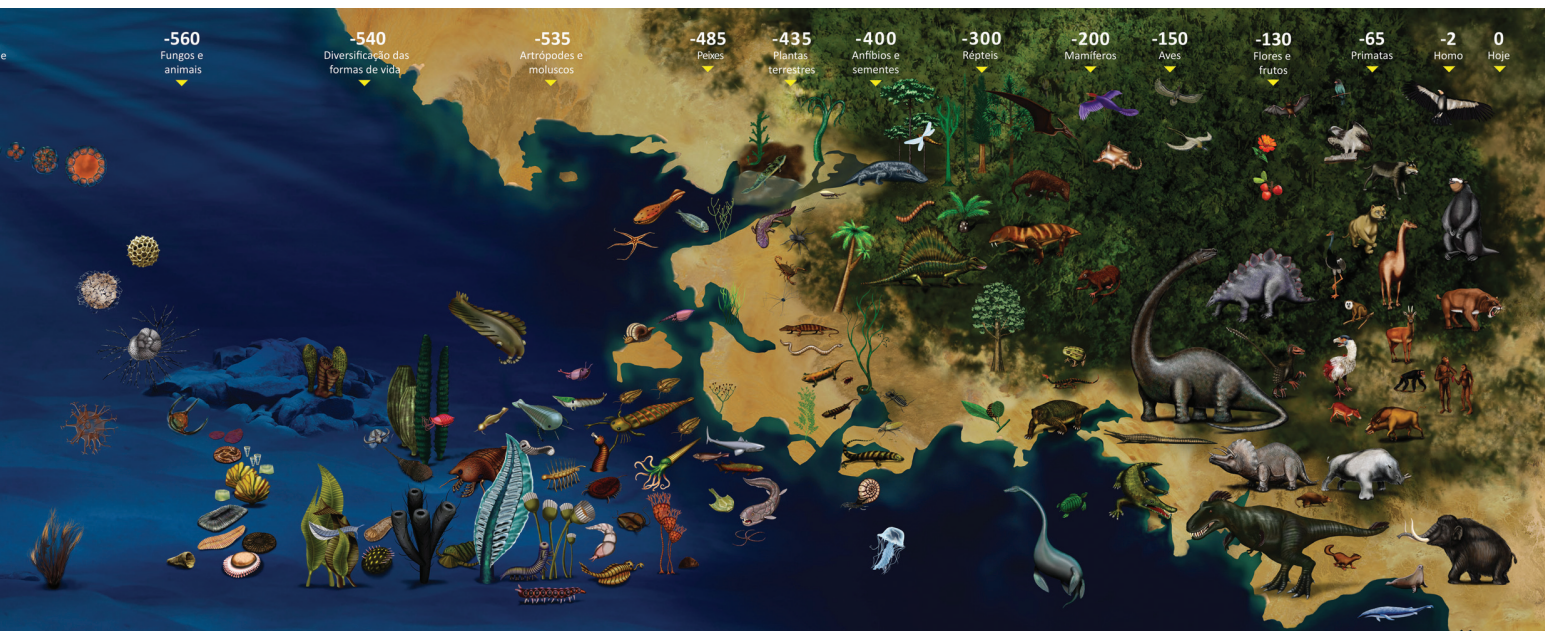 e
-560
Fungos e
animais
-540
Diversificação das
formas de vida
-535
Artrópodes e
moluscos
-485
Peixes
-435
Plantas
terrestres
-400
Anfíbios e
sementes
-300
Répteis
-200
Mamíferos
-150
Aves
-130
Flores e
frutos
-65
Primatas
-2
Homo
0
Hoje